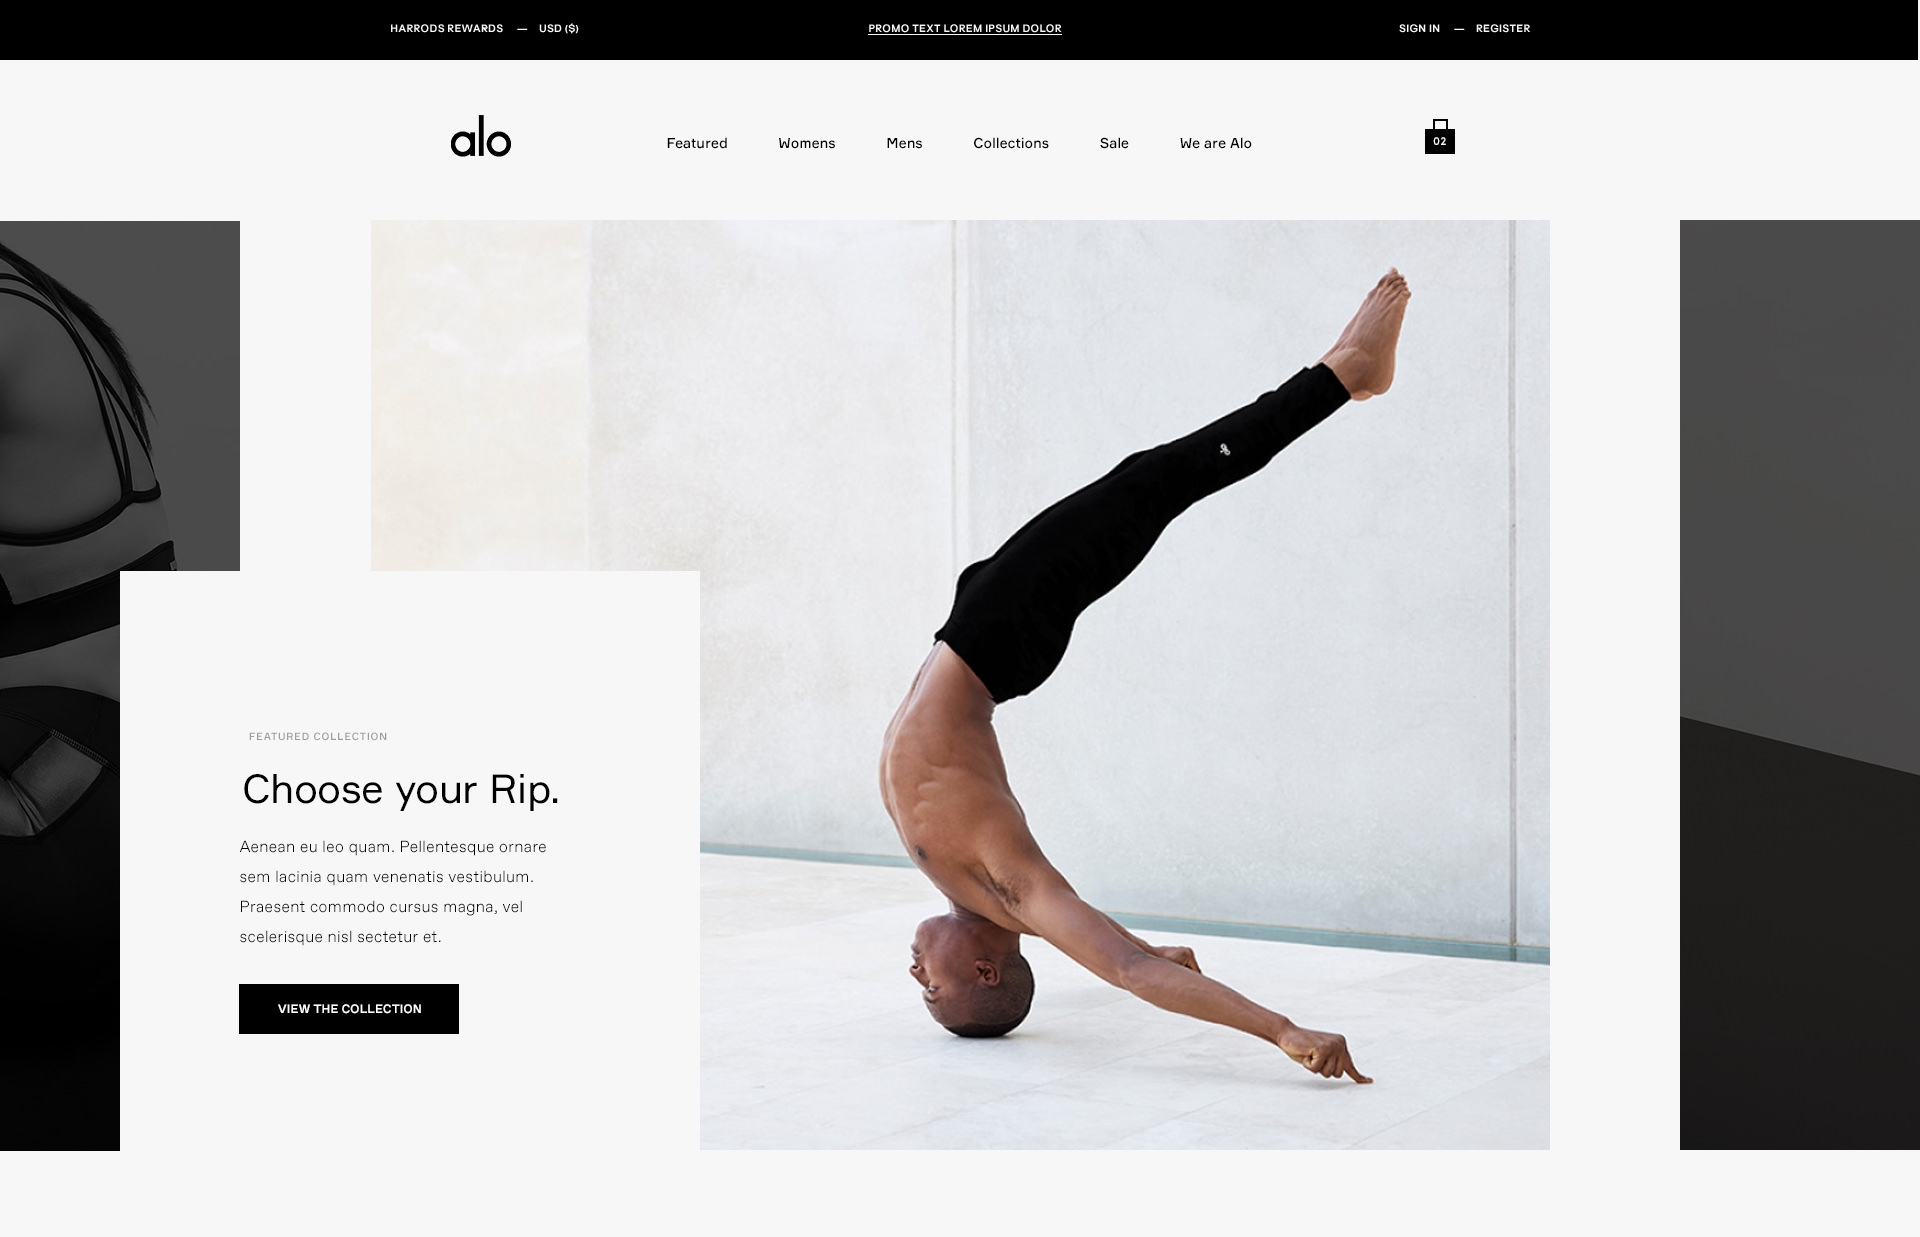 HARRODS REWARDS — USD ($)
PROMO TEXT LOREM IPSUM DOLOR
SIGN IN — REGISTER
alo
Featured
Womens
Mens
Collections
Sale
We are Alo
02
FEATURED COLLECTION
Choose your Rip.
Aenean eu leo quam. Pellentesque ornare
sem lacinia quam venenatis vestibulum.
Praesent commodo cursus magna, vel
scelerisque nisl sectetur et.
VIEW THE COLLECTION